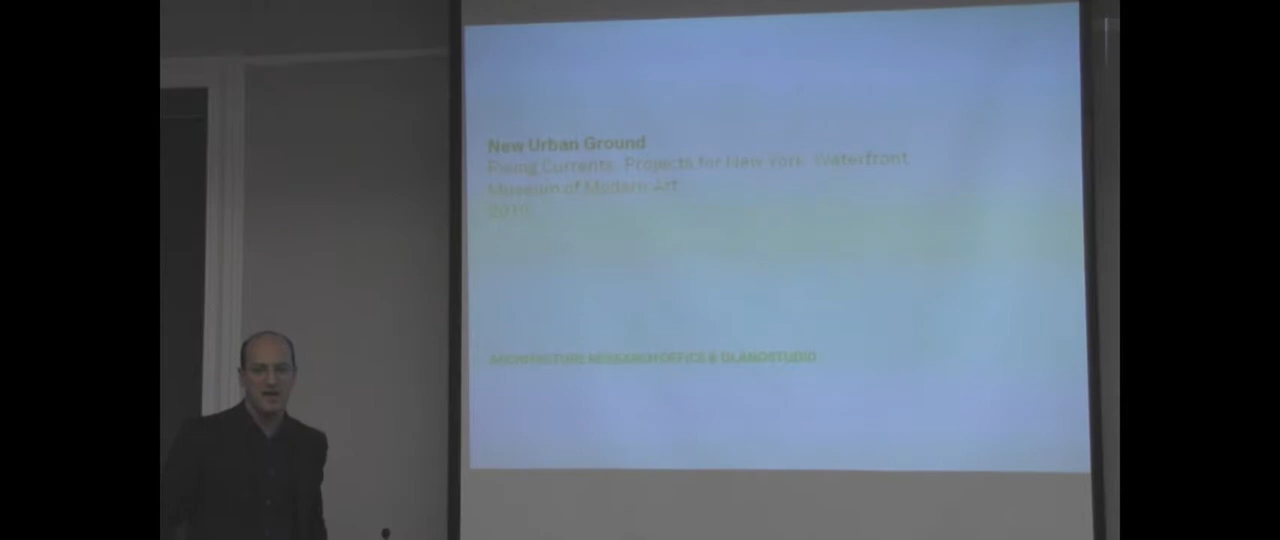 New Urban Ground
Rising Currents: Projects for New York Waterfront
Museum of Modern Art
2010
ARCHITECTURE RESEARCH OFFICE & DLANDSTUDIO